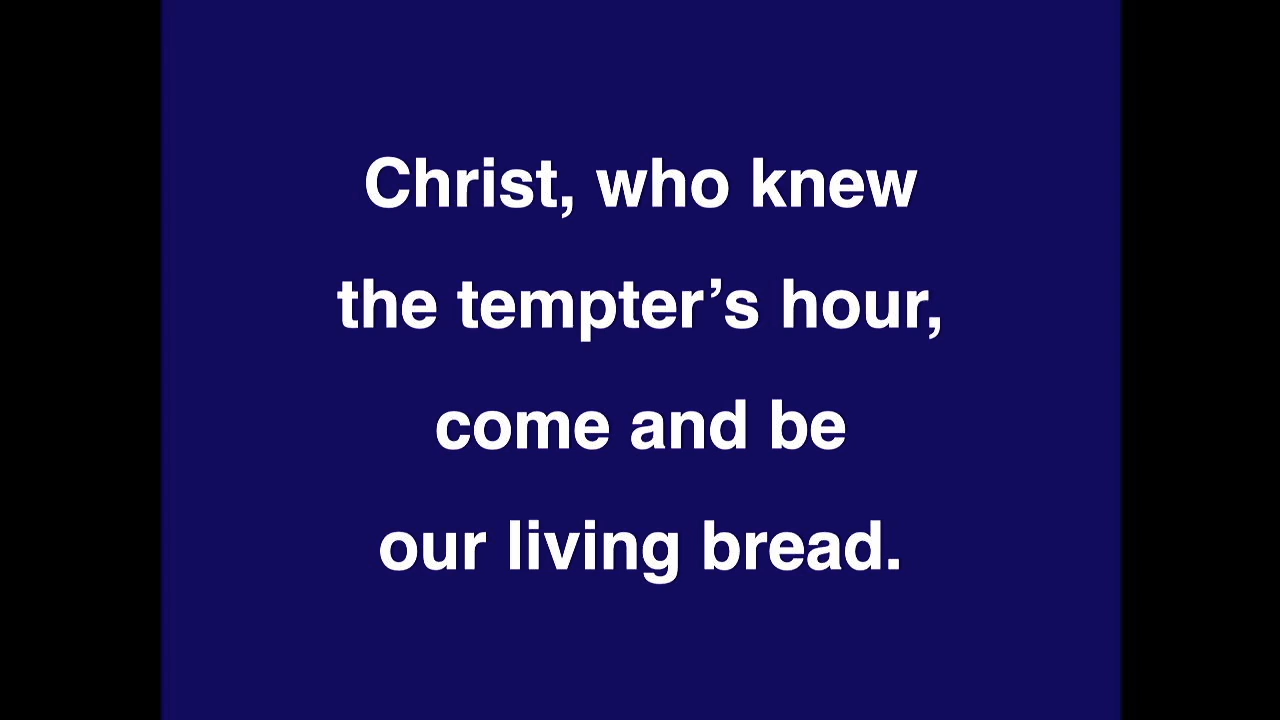 Christ, who knew
the tempter’s hour,
come and be
our living bread.